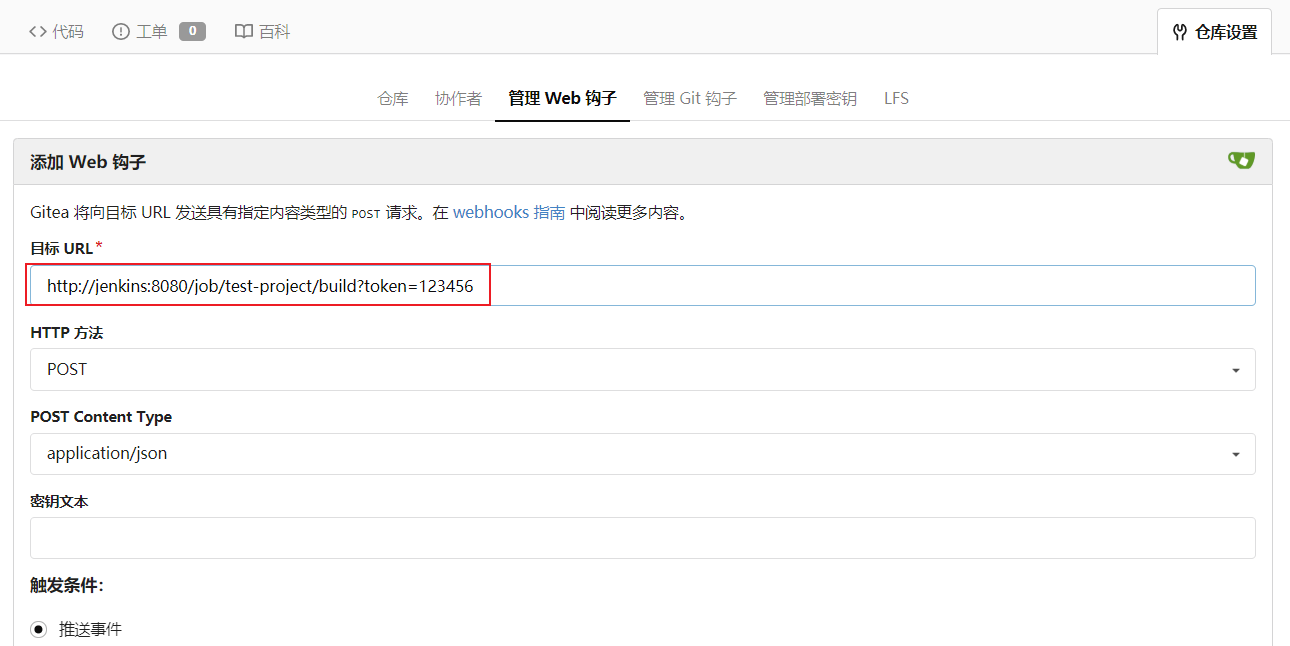 代码 工单 0 百科 仓库设置
仓库 协作者 管理 Web 钩子 管理 Git 钩子 管理部署密钥 LFS
添加 Web 钩子
Gitea 将向目标 URL 发送具有指定内容类型的 POST 请求。在 webhooks 指南 中阅读更多内容。
目标 URL*
http://jenkins:8080/job/test-project/build?token=123456
HTTP 方法
POST
POST Content Type
application/json
密钥文本
触发条件:
推送事件